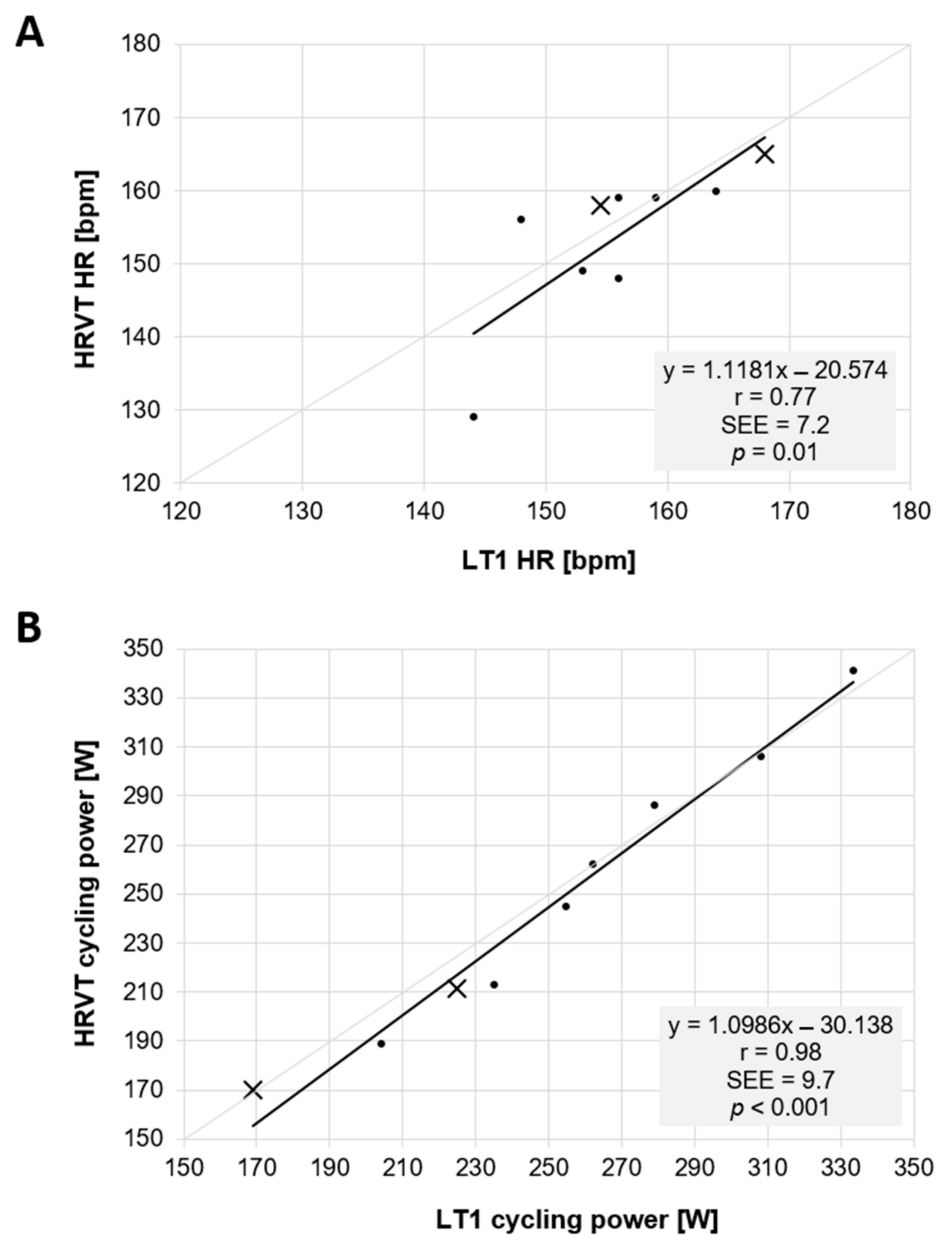 A
180
170
160
150
140
130
120
HRVT HR [bpm]
y = 1.1181x – 20.574
r = 0.77
SEE = 7.2
p = 0.01
120 130 140 150 160 170 180
LT1 HR [bpm]
B
350
330
310
290
270
250
230
210
190
170
150
HRVT cycling power [W]
y = 1.0986x – 30.138
r = 0.98
SEE = 9.7
p < 0.001
150 170 190 210 230 250 270 290 310 330 350
LT1 cycling power [W]